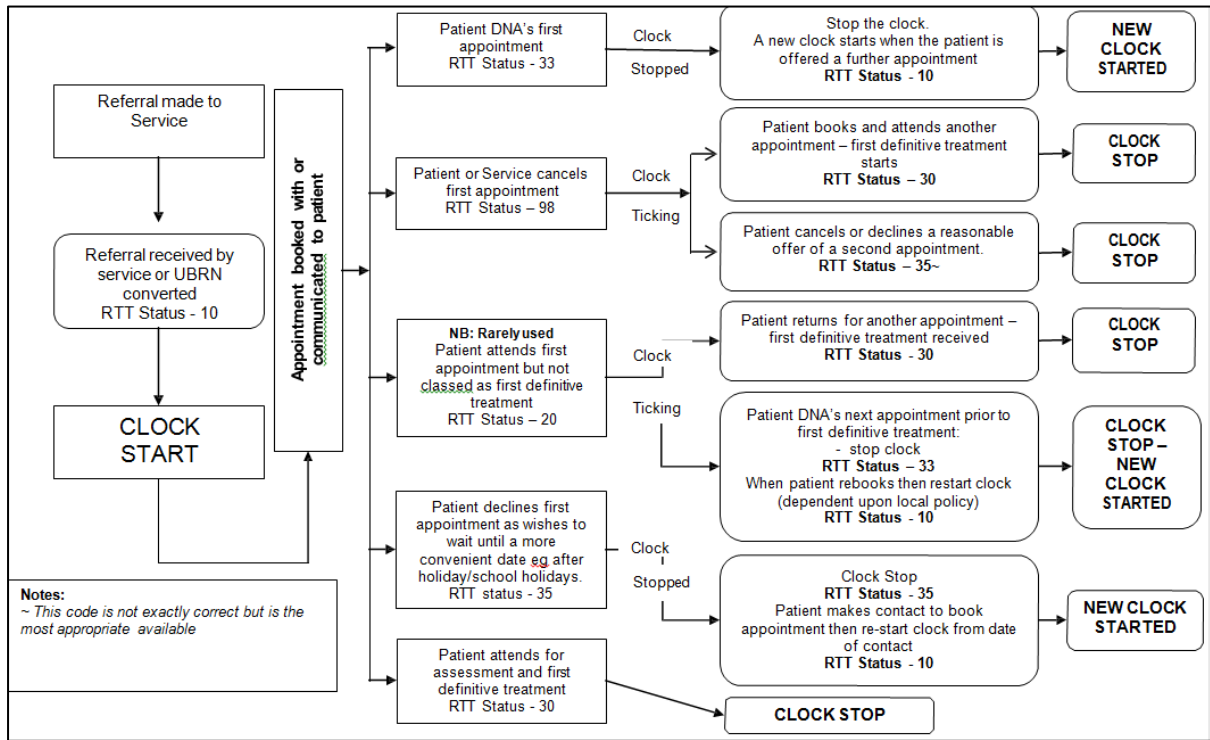 Referral made to
Service
Referral received by
service or UBRN
converted
RTT Status - 10
CLOCK
START
Notes:
~ This code is not exactly correct but is the
most appropriate available
Appointment booked with or
communicated to patient
Patient DNA's first
appointment
RTT Status - 33
Clock
Stopped
Stop the clock.
A new clock starts when the patient is
offered a further appointment
RTT Status - 10
NEW
CLOCK
STARTED
Patient or Service cancels
first appointment
RTT Status – 98
Clock
Ticking
Patient books and attends another
appointment – first definitive treatment
starts
RTT Status – 30
CLOCK
STOP
Patient cancels or declines a reasonable
offer of a second appointment.
RTT Status – 35~
CLOCK
STOP
NB: Rarely used
Patient attends first
appointment but not
classed as first definitive
treatment
RTT Status – 20
Clock
Ticking
Patient returns for another appointment –
first definitive treatment received
RTT Status - 30
CLOCK
STOP
Patient DNA's next appointment prior to
first definitive treatment:
- stop clock
RTT Status – 33
When patient rebooks then restart clock
(dependent upon local policy)
RTT Status - 10
CLOCK
STOP –
NEW
CLOCK
STARTED
Patient declines first
appointment as wishes to
wait until a more
convenient date eg after
holiday/school holidays.
RTT status - 35
Clock
Stopped
Clock Stop
RTT Status - 35
Patient makes contact to book
appointment then re-start clock from date
of contact
RTT Status - 10
NEW CLOCK
STARTED
Patient attends for
assessment and first
definitive treatment
RTT Status - 30
CLOCK STOP